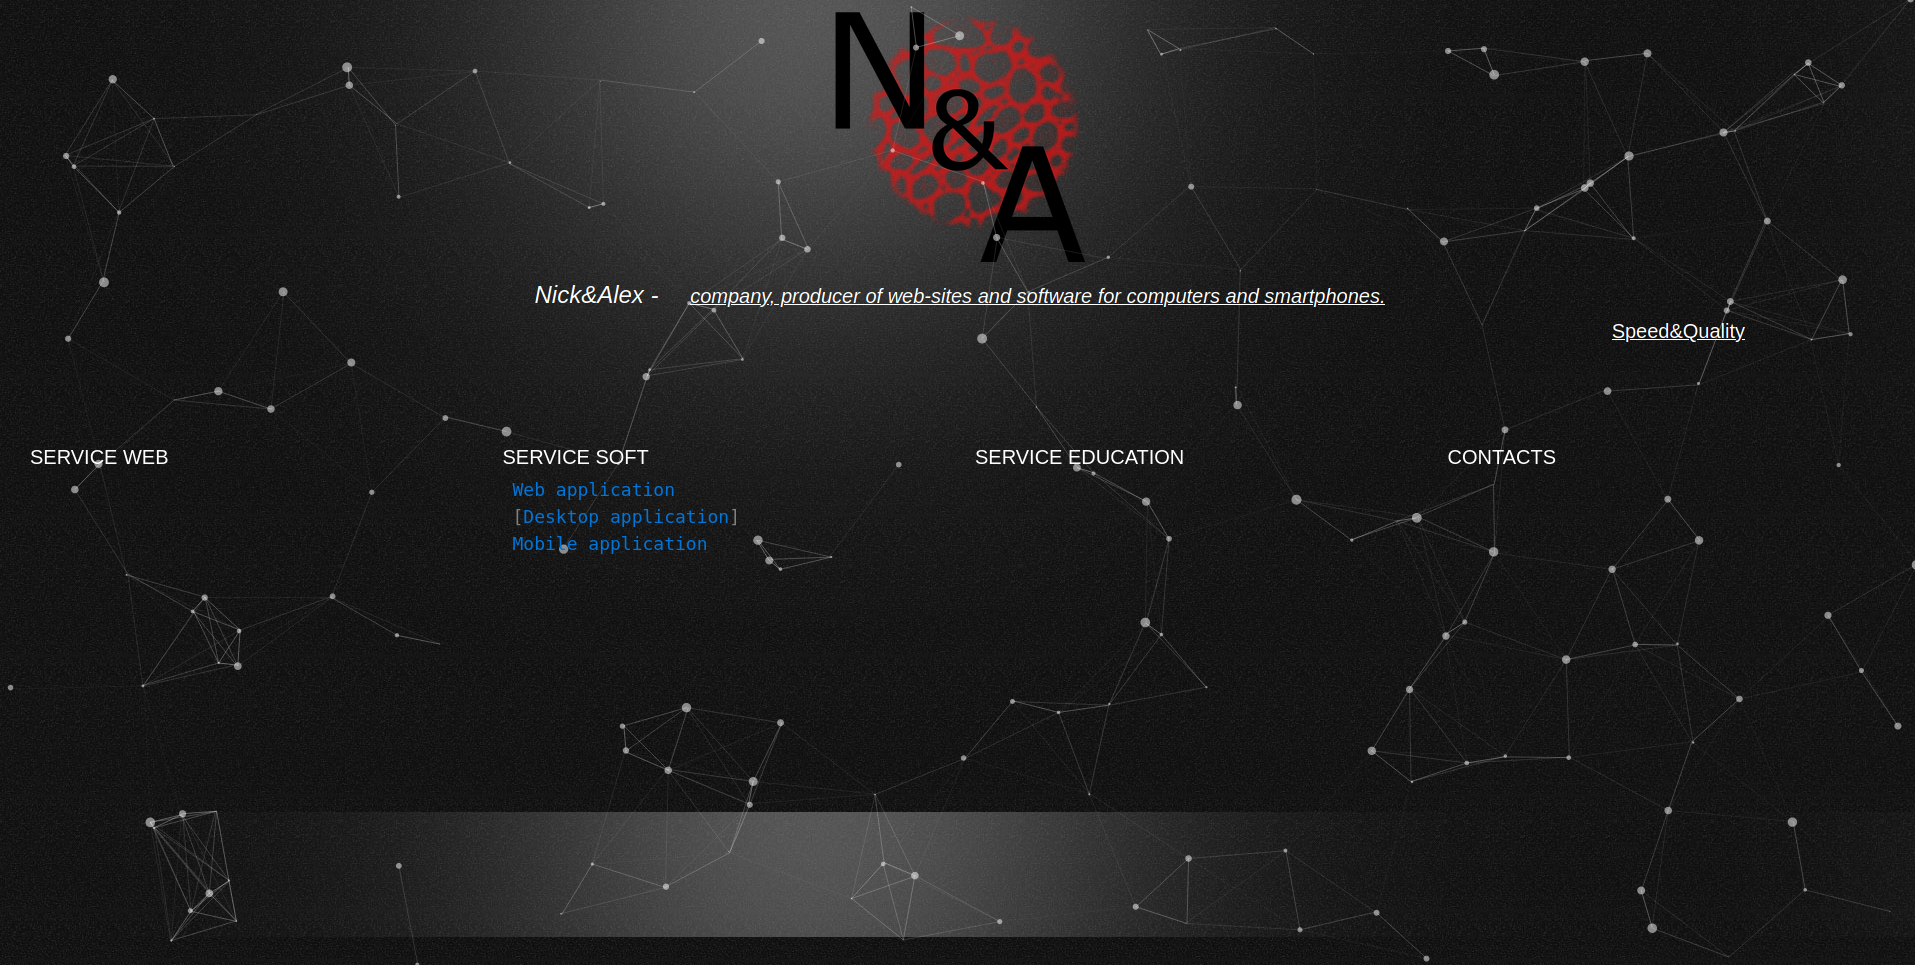 N
&
A
Nick&Alex - company, producer of web-sites and software for computers and smartphones.
Speed&Quality
SERVICE WEB
SERVICE SOFT
Web application
[Desktop application]
Mobile application
SERVICE EDUCATION
CONTACTS